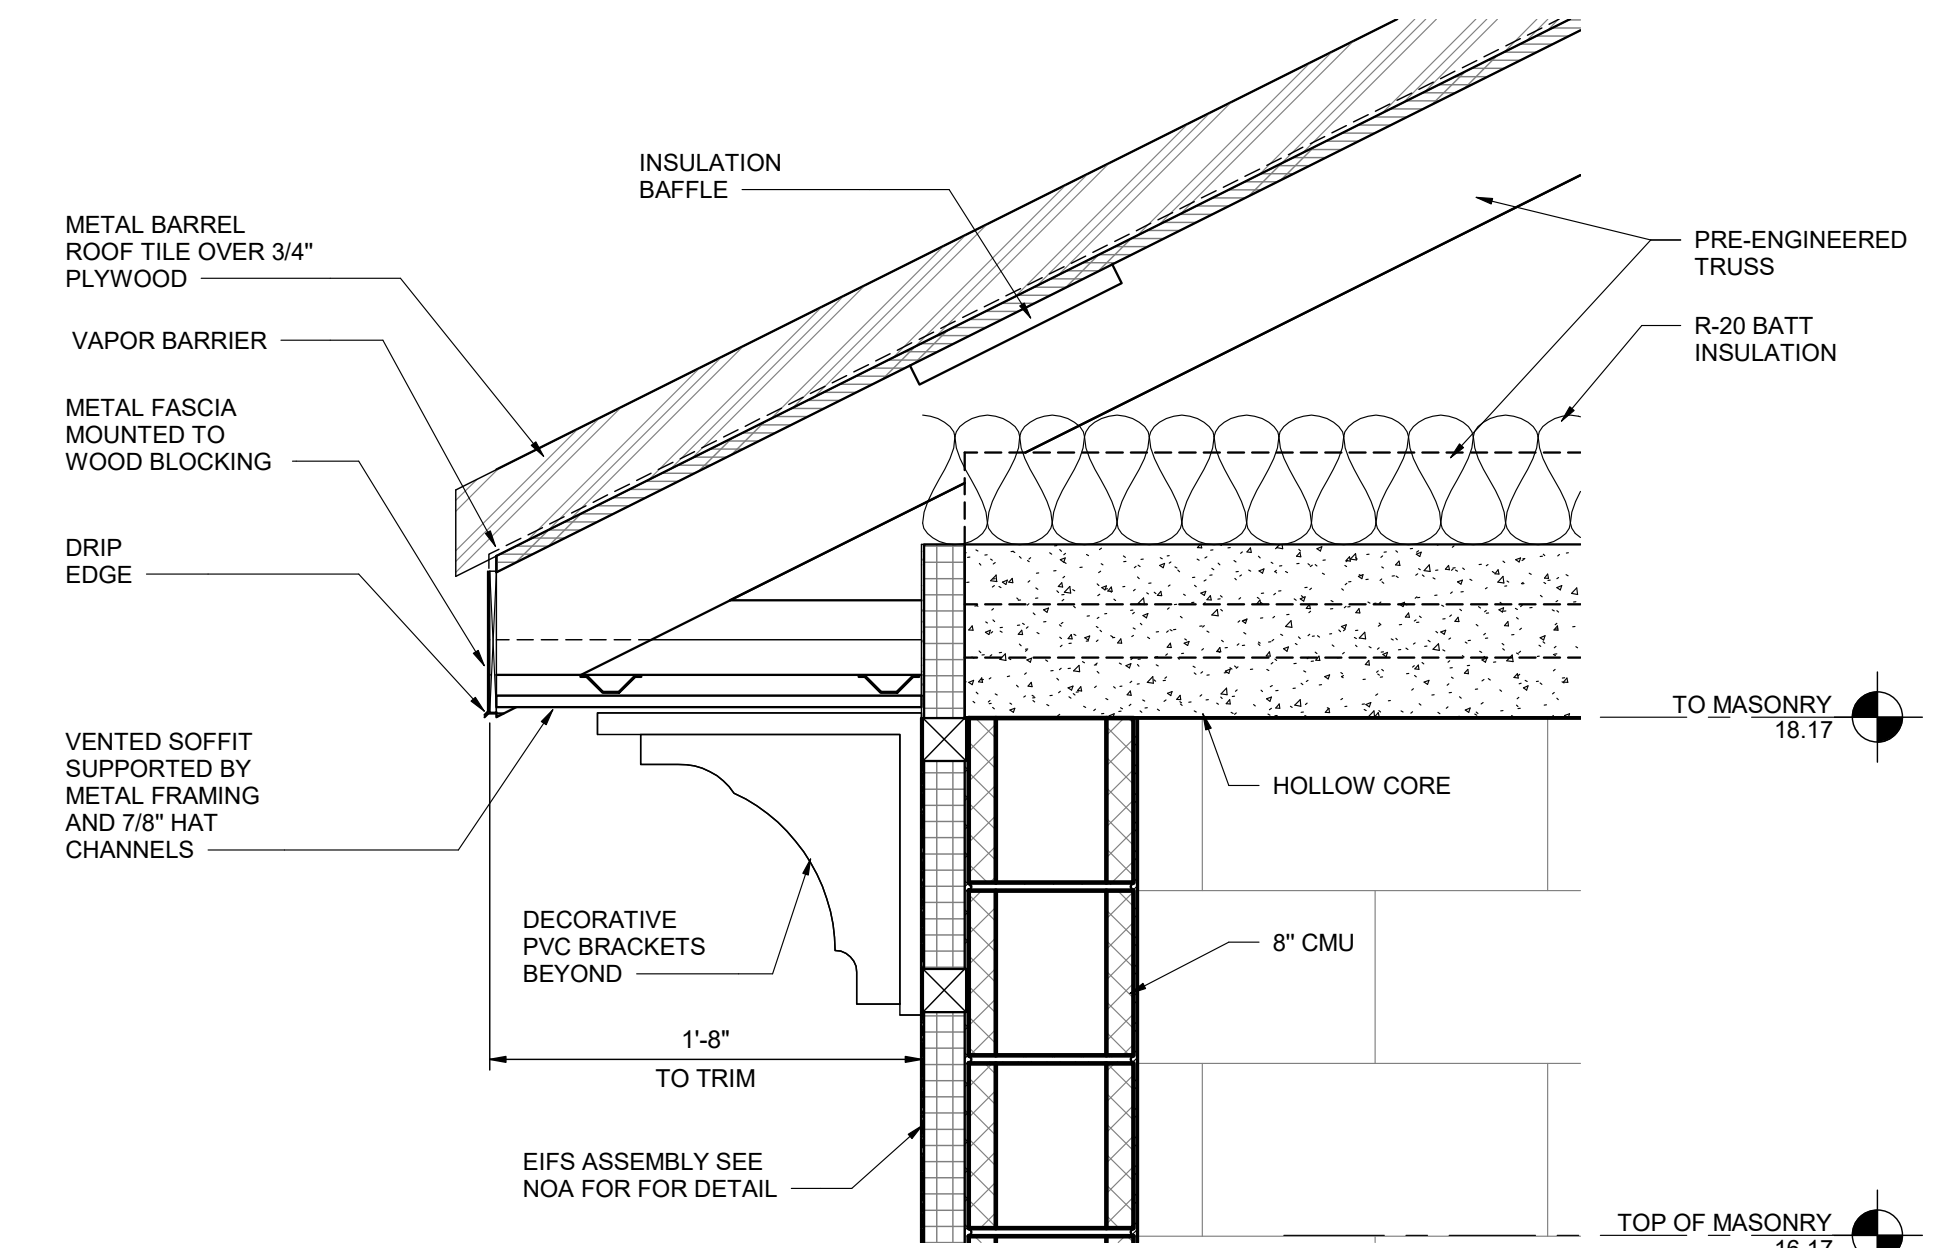 INSULATION
BAFFLE
METAL BARREL
ROOF TILE OVER 3/4"
PLYWOOD
VAPOR BARRIER
METAL FASCIA
MOUNTED TO
WOOD BLOCKING
DRIP
EDGE
VENTED SOFFIT
SUPPORTED BY
METAL FRAMING
AND 7/8" HAT
CHANNELS
PRE-ENGINEERED
TRUSS
R-20 BATT
INSULATION
TO MASONRY
18.17
HOLLOW CORE
8" CMU
DECORATIVE
PVC BRACKETS
BEYOND
1'-8"
TO TRIM
EIFS ASSEMBLY SEE
NOA FOR FOR DETAIL
TOP OF MASONRY
16.17